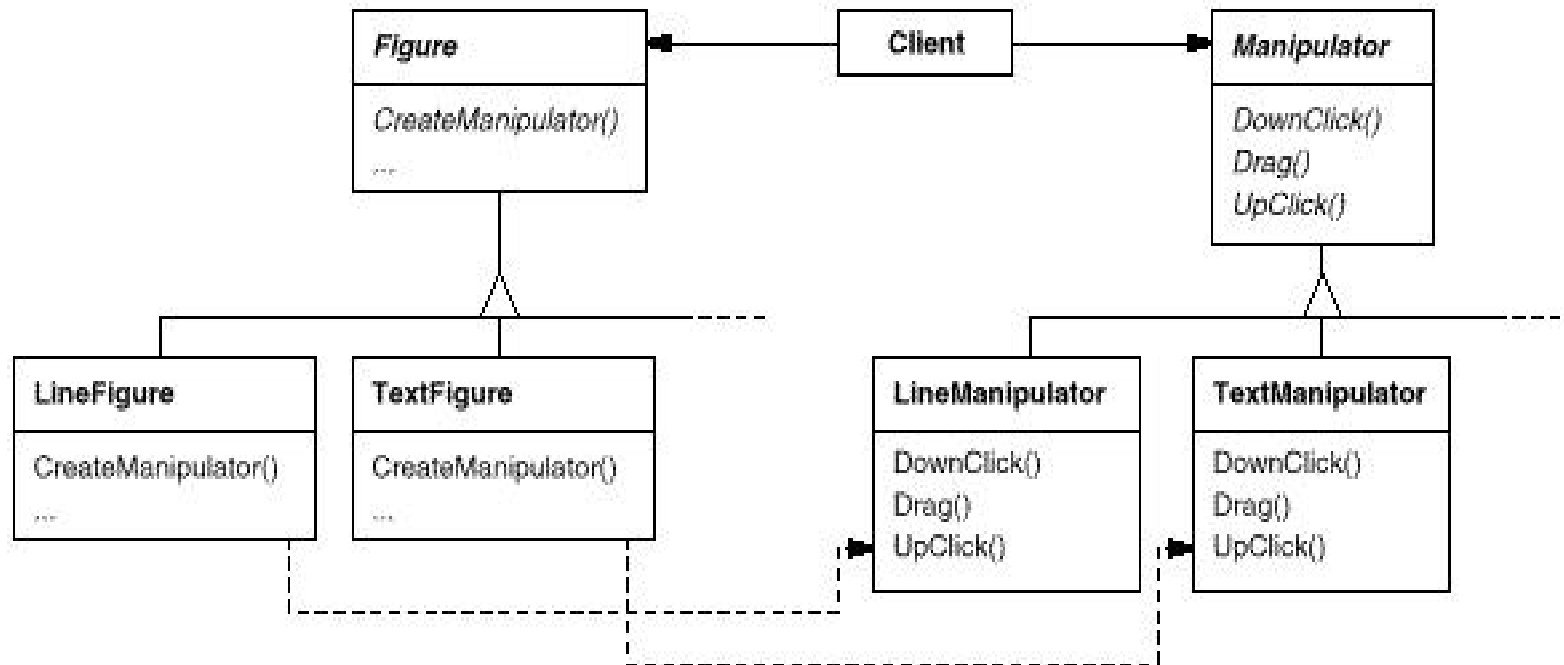 Figure
CreateManipulator()
...
Client
Manipulator
DownClick()
Drag()
UpClick()
LineFigure
CreateManipulator()
...
TextFigure
CreateManipulator()
...
LineManipulator
DownClick()
Drag()
UpClick()
TextManipulator
DownClick()
Drag()
UpClick()